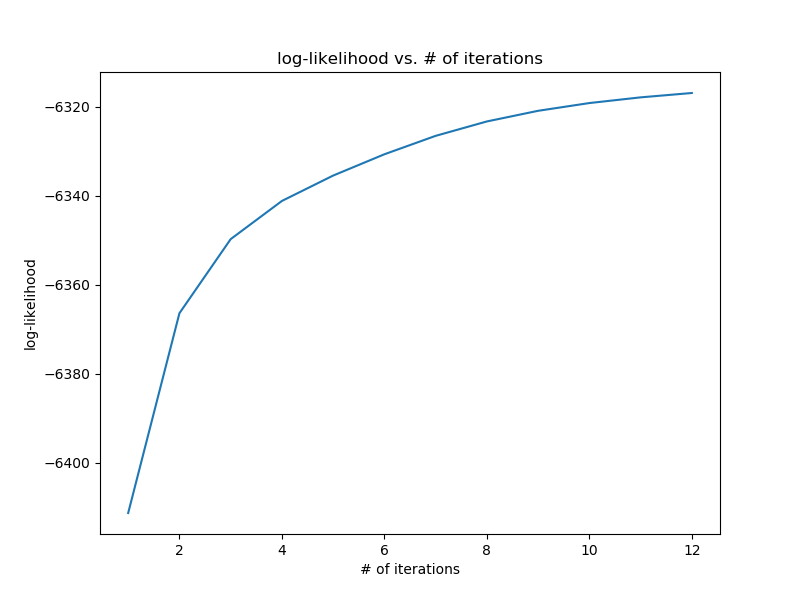 log-likelihood vs. # of iterations
−6320
−6340
−6360
−6380
−6400
log-likelihood
2 4 6 8 10 12
# of iterations